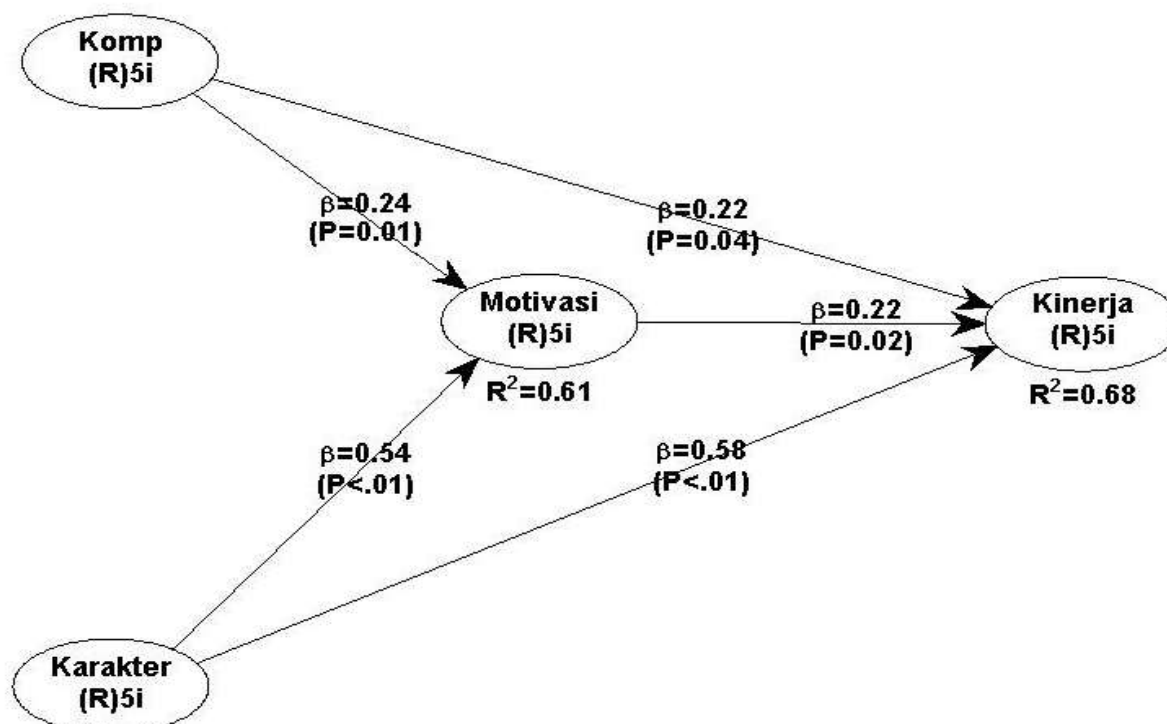 Komp
(R)5i
β=0.24
(P=0.01)
β=0.22
(P=0.04)
Motivasi
(R)5i
R²=0.61
β=0.22
(P=0.02)
Kinerja
(R)5i
R²=0.68
β=0.54
(P<.01)
β=0.58
(P<.01)
Karakter
(R)5i